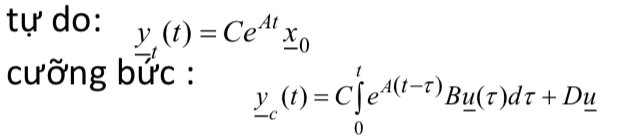 tự do: y_t(t) = Ce^{At} x_0
cưỡng bức :
y_c(t) = C∫_0^t e^{A(t−τ)} Bu(τ)dτ + Du